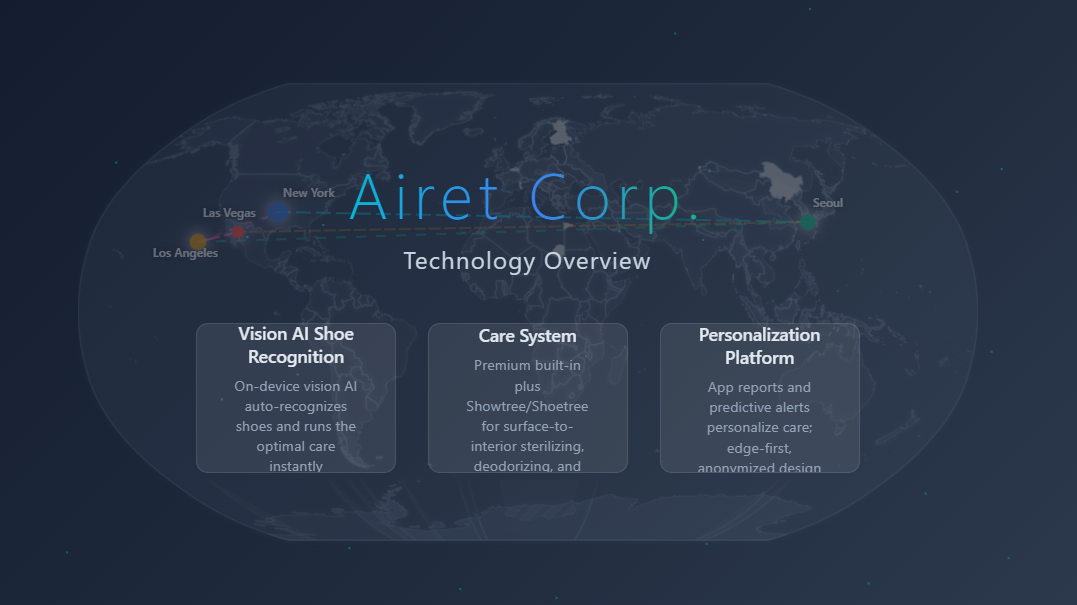 New York
Airet Corp.
Las Vegas
Seoul
Los Angeles
Technology Overview
Vision AI Shoe
Recognition
On-device vision AI
auto-recognizes
shoes and runs the
optimal care
instantly
Care System
Premium built-in
plus
Showtree/Shoetree
for surface-to-
interior sterilizing,
deodorizing, and
Personalization
Platform
App reports and
predictive alerts
personalize care;
edge-first,
anonymized design